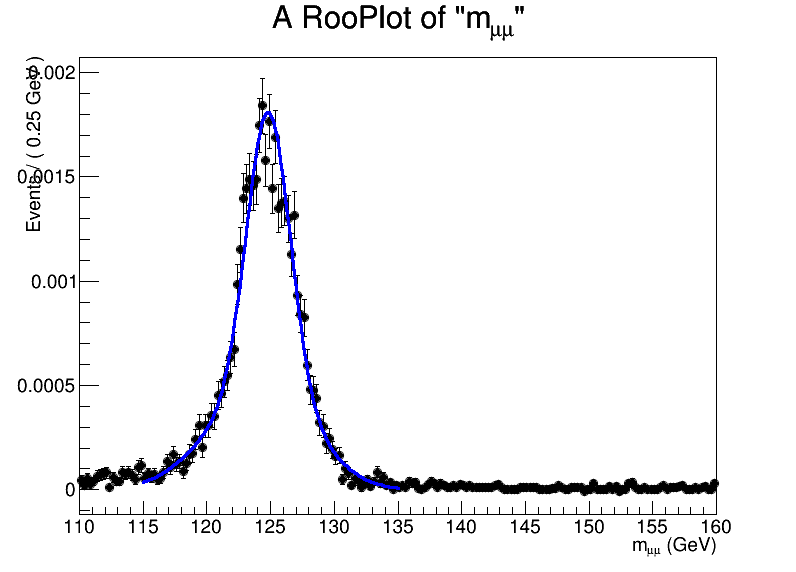 A RooPlot of "mμμ"
Events / ( 0.25 GeV )
0.002
0.0015
0.001
0.0005
0
110 115 120 125 130 135 140 145 150 155 160
mμμ (GeV)